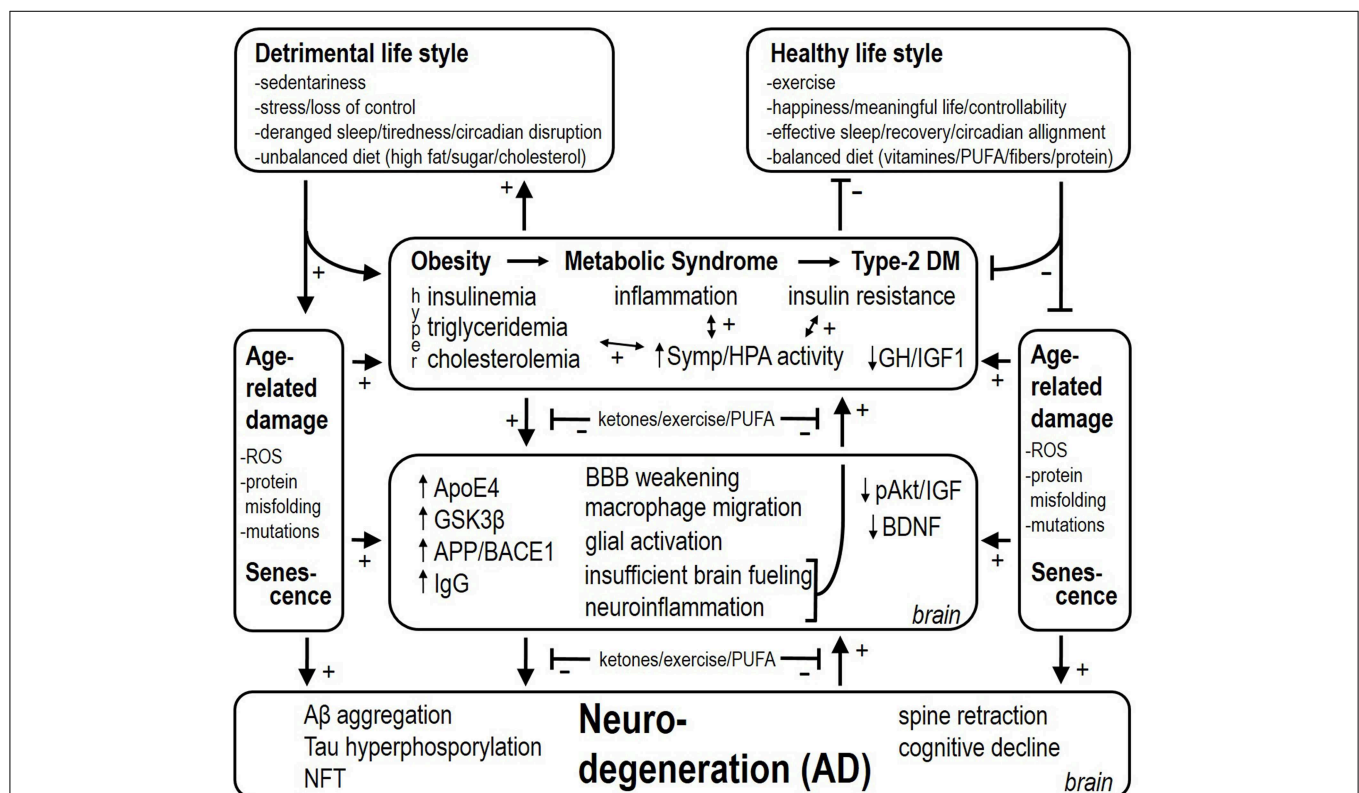 Detrimental life style
-sedentariness
-stress/loss of control
-deranged sleep/tiredness/circadian disruption
-unbalanced diet (high fat/sugar/cholesterol)
Healthy life style
-exercise
-happiness/meaningful life/controllability
-effective sleep/recovery/circadian allignment
-balanced diet (vitamines/PUFA/fibers/protein)
+
–
+
–
Obesity → Metabolic Syndrome → Type-2 DM
hyper
insulinemia
triglyceridemia
cholesterolemia
inflammation
insulin resistance
+
+
+
↑Symp/HPA activity
↓GH/IGF1
Age-
related
damage
-ROS
-protein
misfolding
-mutations
Senes-
cence
+
+
Age-
related
damage
-ROS
-protein
misfolding
-mutations
Senes-
cence
+
+
+
– ketones/exercise/PUFA –
+
↑ApoE4
↑GSK3β
↑APP/BACE1
↑IgG
BBB weakening
macrophage migration
glial activation
insufficient brain fueling
neuroinflammation
↓pAkt/IGF
↓BDNF
brain
+
– ketones/exercise/PUFA –
+
+
Aβ aggregation
Tau hyperphosporylation
NFT
Neuro-
degeneration (AD)
spine retraction
cognitive decline
brain